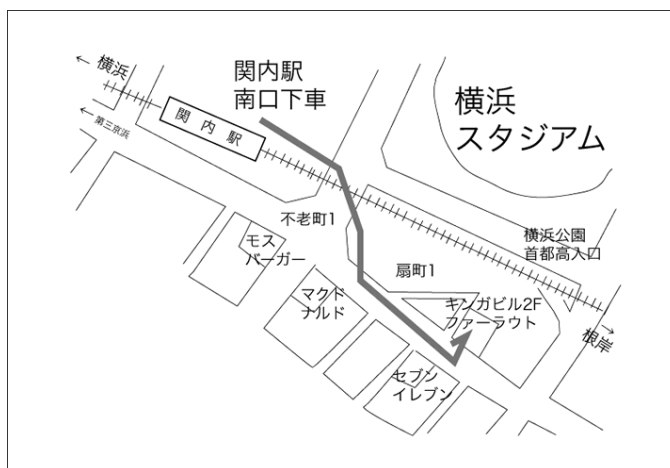 ← 横浜
関内駅
南口下車
横浜
スタジアム
関内駅
← 第三京浜
不老町1
モス
バーガー
横浜公園
首都高入口
扇町1
マクド
ナルド
キンガビル2F
ファーラウト
→
根岸
セブン
イレブン